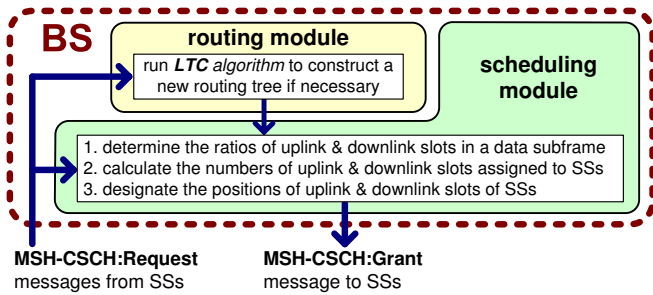 BS
routing module
run LTC algorithm to construct a
new routing tree if necessary
scheduling
module
1. determine the ratios of uplink & downlink slots in a data subframe
2. calculate the numbers of uplink & downlink slots assigned to SSs
3. designate the positions of uplink & downlink slots of SSs
MSH-CSCH:Request
messages from SSs
MSH-CSCH:Grant
message to SSs